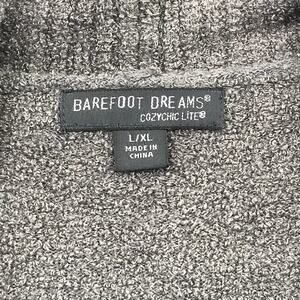 BAREFOOT DREAMS®
COZYCHIC LITE®
L/XL
MADE IN
CHINA